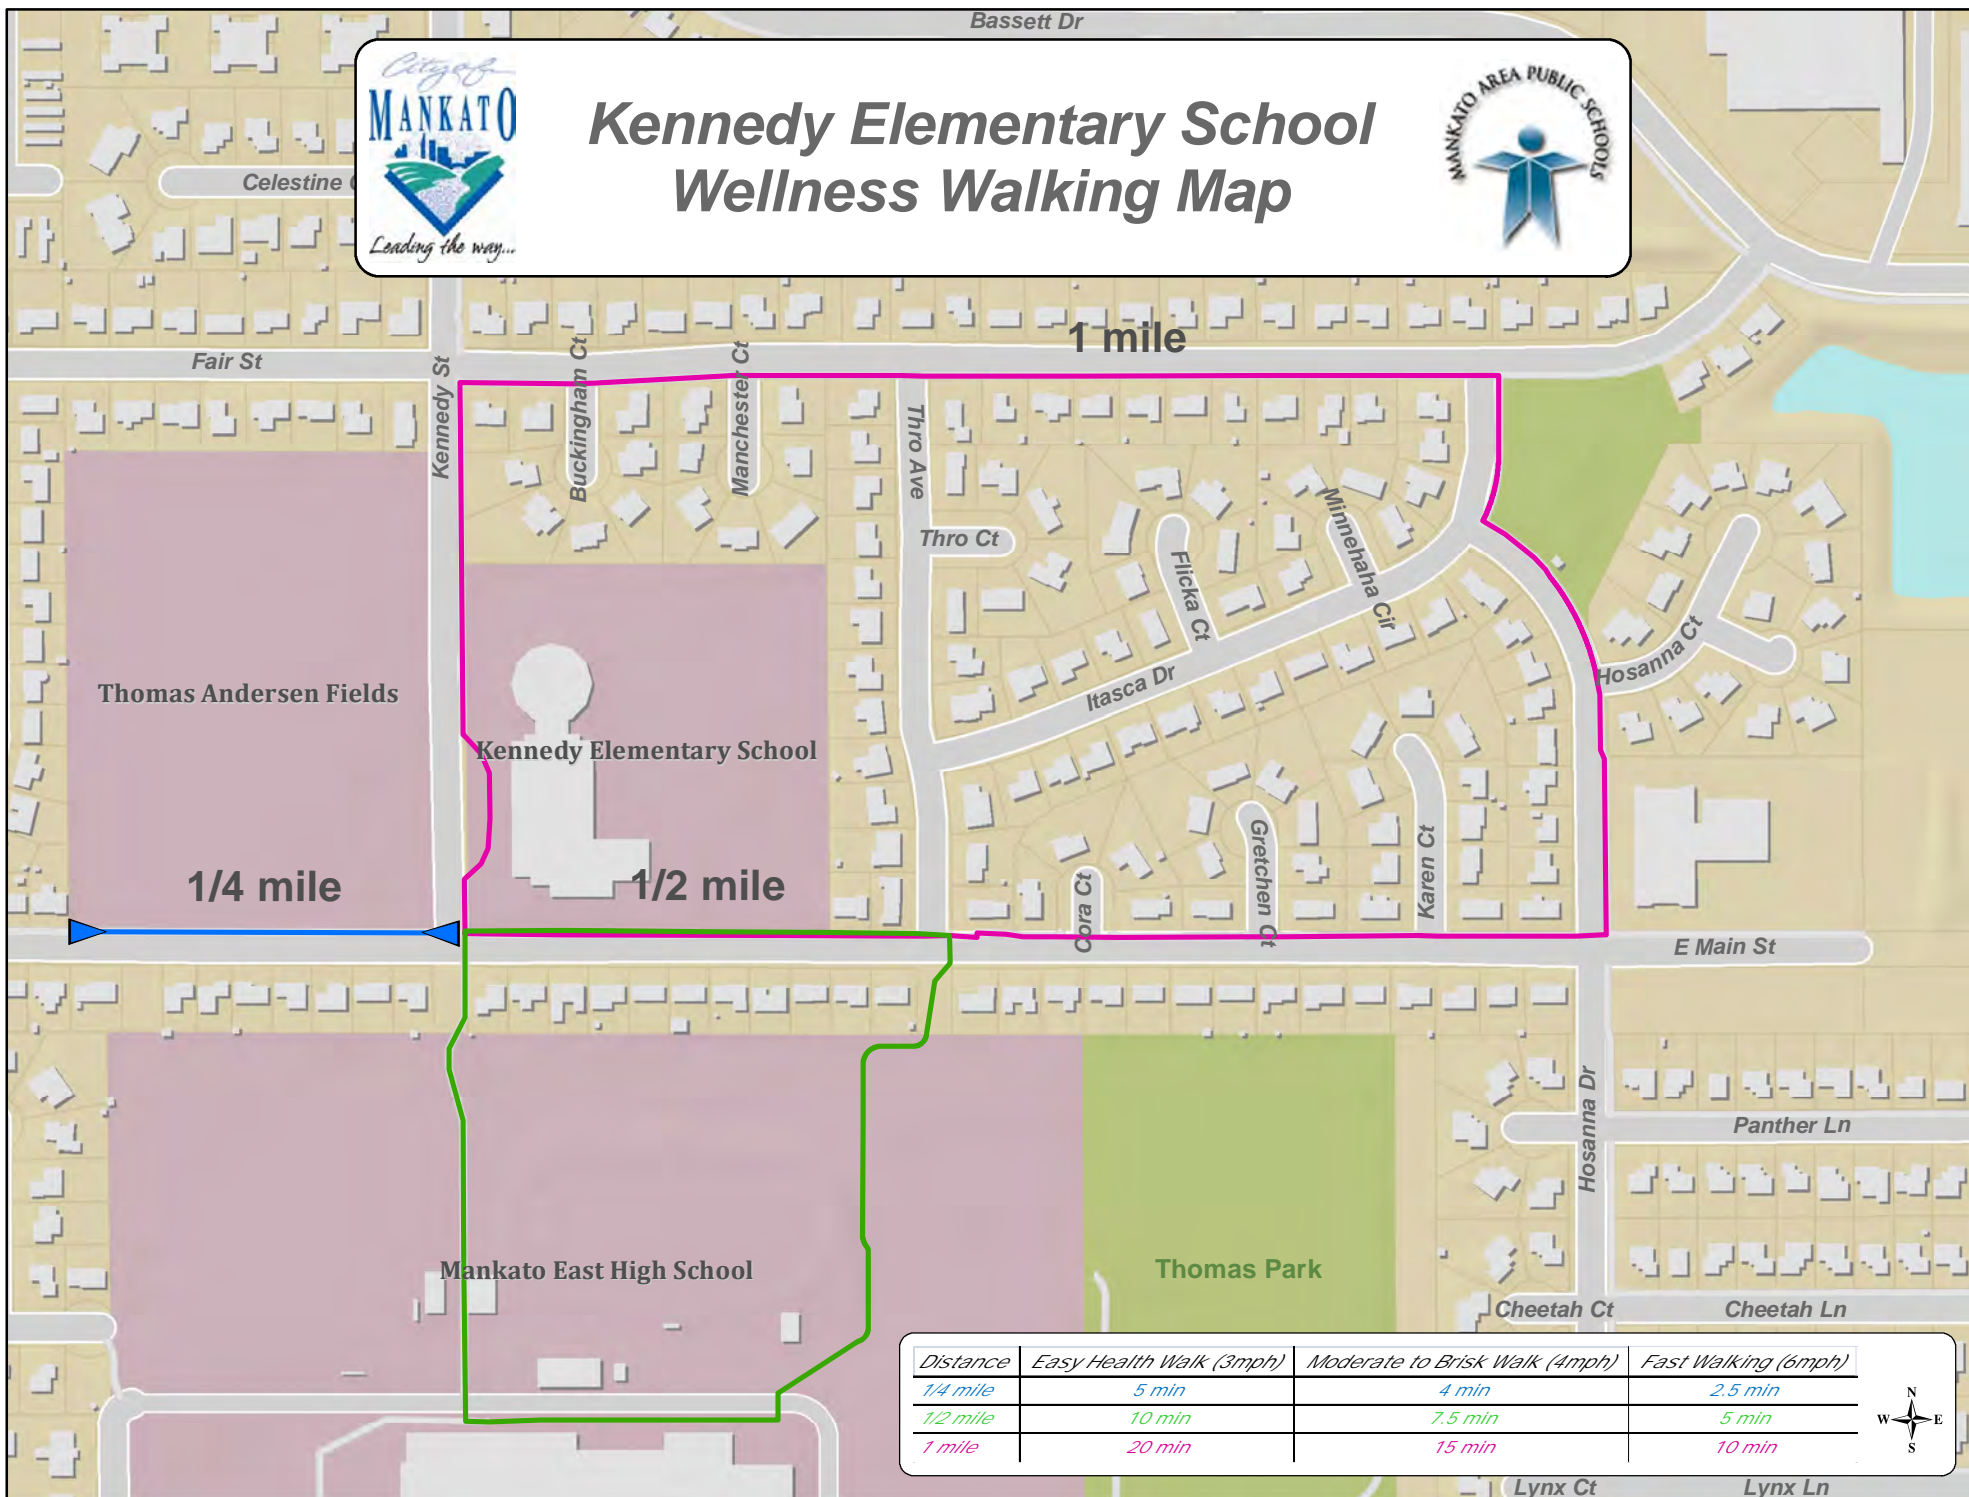 Bassett Dr
City of
MANKATO
Leading the way...
Kennedy Elementary School
Wellness Walking Map
MANKATO AREA PUBLIC SCHOOLS
Celestine
Fair St
Kennedy St
Buckingham Ct
Manchester Ct
1 mile
Thro Ave
Thro Ct
Flicka Ct
Minnehaha Cir
Itasca Dr
Hosanna Ct
Thomas Andersen Fields
Kennedy Elementary School
1/4 mile
1/2 mile
Cora Ct
Gretchen Ct
Karen Ct
E Main St
Hosanna Dr
Panther Ln
Mankato East High School
Thomas Park
Cheetah Ct
Cheetah Ln
Distance Easy Health Walk (3mph) Moderate to Brisk Walk (4mph) Fast Walking (6mph)
1/4 mile 5 min 4 min 2.5 min
1/2 mile 10 min 7.5 min 5 min
1 mile 20 min 15 min 10 min
N
W E
S
Lynx Ct
Lynx Ln